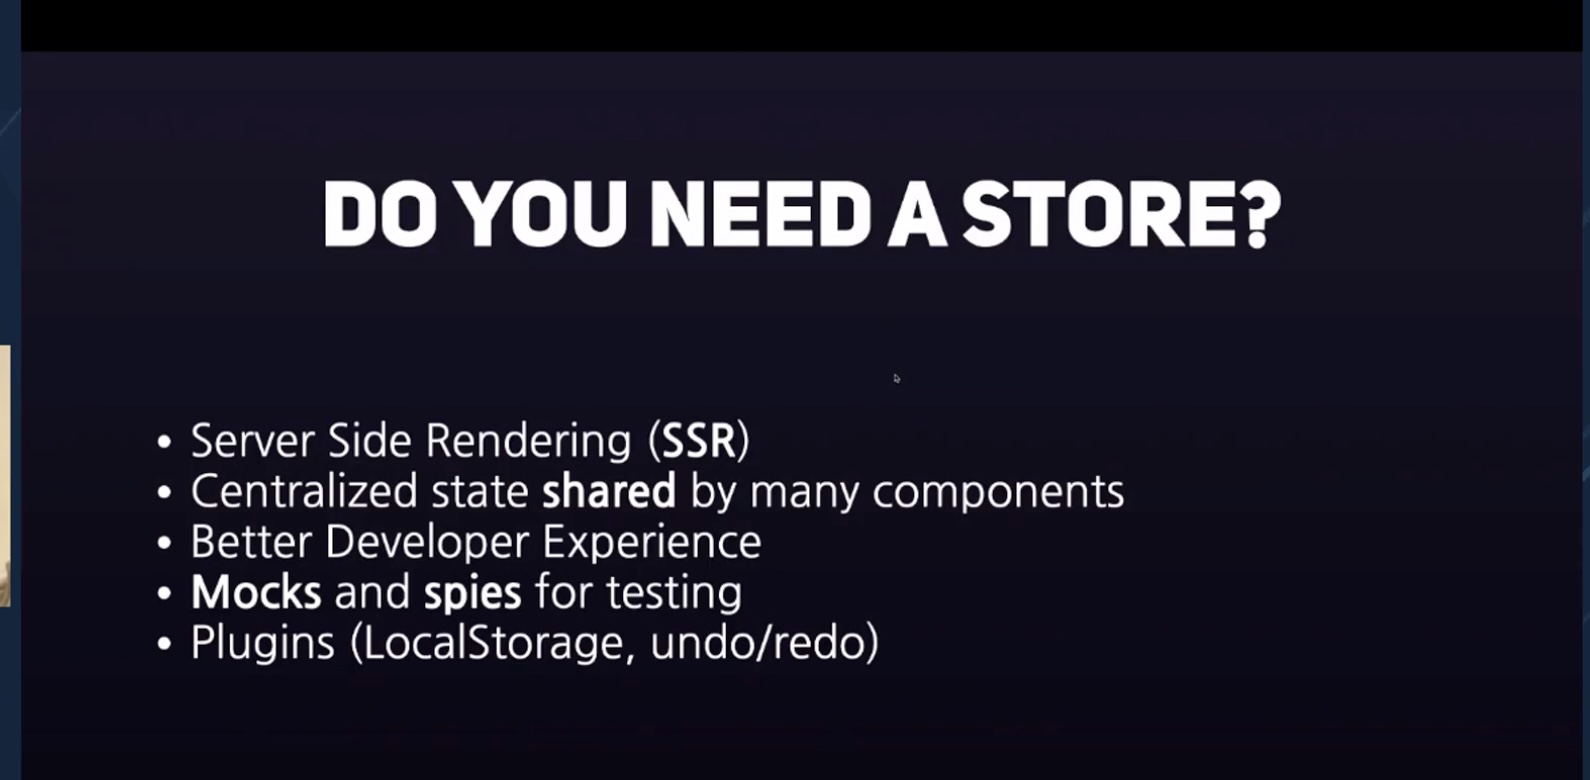 DO YOU NEED A STORE?
• Server Side Rendering (SSR)
• Centralized state shared by many components
• Better Developer Experience
• Mocks and spies for testing
• Plugins (LocalStorage, undo/redo)